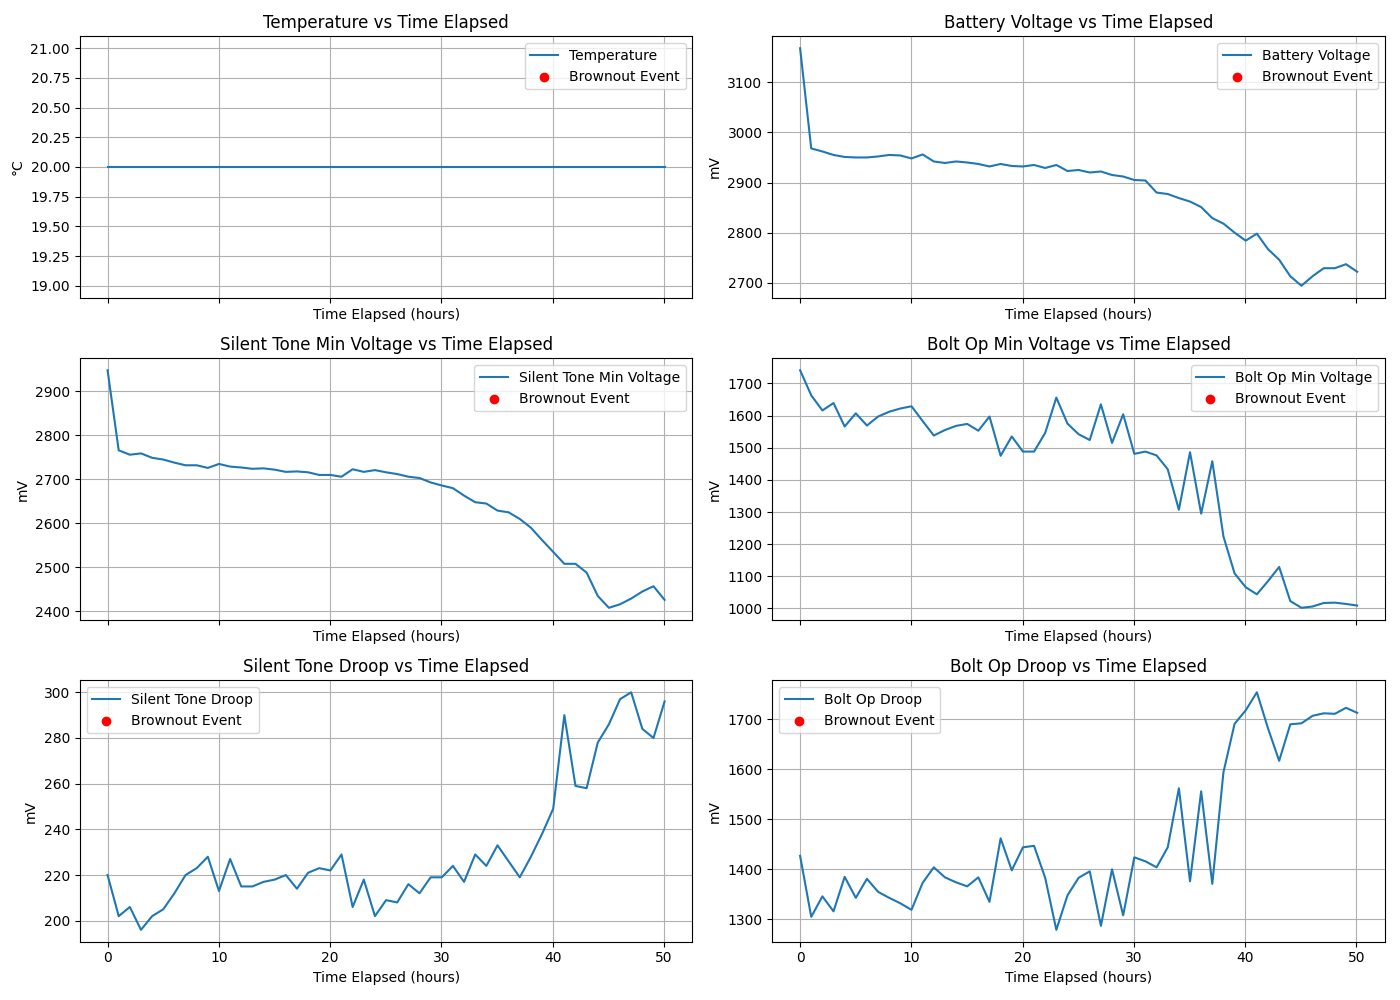 Temperature vs Time Elapsed
°C
21.00
20.75
20.50
20.25
20.00
19.75
19.50
19.25
19.00
Temperature
Brownout Event
Time Elapsed (hours)
Battery Voltage vs Time Elapsed
mV
3100
3000
2900
2800
2700
Battery Voltage
Brownout Event
Time Elapsed (hours)
Silent Tone Min Voltage vs Time Elapsed
mV
2900
2800
2700
2600
2500
2400
Silent Tone Min Voltage
Brownout Event
Time Elapsed (hours)
Bolt Op Min Voltage vs Time Elapsed
mV
1700
1600
1500
1400
1300
1200
1100
1000
Bolt Op Min Voltage
Brownout Event
Time Elapsed (hours)
Silent Tone Droop vs Time Elapsed
mV
300
280
260
240
220
200
Silent Tone Droop
Brownout Event
0 10 20 30 40 50
Time Elapsed (hours)
Bolt Op Droop vs Time Elapsed
mV
1700
1600
1500
1400
1300
Bolt Op Droop
Brownout Event
0 10 20 30 40 50
Time Elapsed (hours)